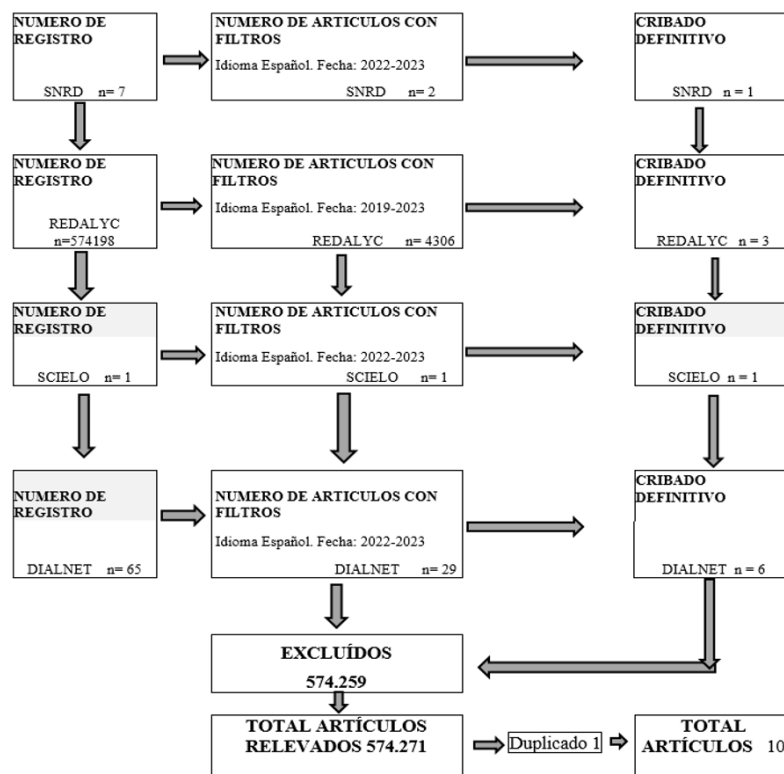 NUMERO DE
REGISTRO
SNRD n= 7
NUMERO DE ARTICULOS CON
FILTROS
Idioma Español. Fecha: 2022-2023
SNRD n= 2
CRIBADO
DEFINITIVO
SNRD n = 1
NUMERO DE
REGISTRO
REDALYC
n=574198
NUMERO DE ARTICULOS CON
FILTROS
Idioma Español. Fecha: 2019-2023
REDALYC n= 4306
CRIBADO
DEFINITIVO
REDALYC n = 3
NUMERO DE
REGISTRO
SCIELO n= 1
NUMERO DE ARTICULOS CON
FILTROS
Idioma Español. Fecha: 2022-2023
SCIELO n= 1
CRIBADO
DEFINITIVO
SCIELO n = 1
NUMERO DE
REGISTRO
DIALNET n= 65
NUMERO DE ARTICULOS CON
FILTROS
Idioma Español. Fecha: 2022-2023
DIALNET n= 29
CRIBADO
DEFINITIVO
DIALNET n = 6
EXCLUÍDOS
574.259
TOTAL ARTÍCULOS
RELEVADOS 574.271
Duplicado 1
TOTAL
ARTÍCULOS 10